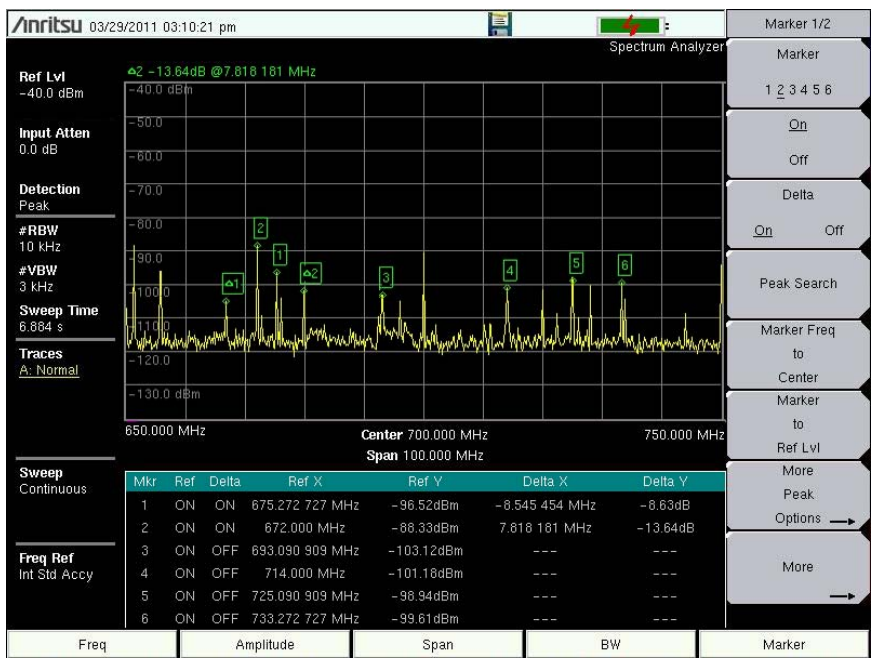 Anritsu 03/29/2011 03:10:21 pm
Spectrum Analyzer
Ref Lvl
-40.0 dBm
Input Atten
0.0 dB
Detection
Peak
#RBW
10 kHz
#VBW
3 kHz
Sweep Time
6.884 s
Traces
A: Normal
Sweep
Continuous
Freq Ref
Int Std Accy
Δ2 -13.64dB @7.818 181 MHz
-40.0 dBm
-50.0
-60.0
-70.0
-80.0
-90.0
-100.0
-110.0
-120.0
-130.0 dBm
Δ1 2 1 Δ2 3 4 5 6
650.000 MHz Center 700.000 MHz 750.000 MHz
Span 100.000 MHz
Mkr Ref Delta Ref X Ref Y Delta X Delta Y
1 ON ON 675.272 727 MHz -96.52dBm -8.545 454 MHz -8.63dB
2 ON ON 672.000 MHz -88.33dBm 7.818 181 MHz -13.64dB
3 ON OFF 693.090 909 MHz -103.12dBm --- ---
4 ON OFF 714.000 MHz -101.18dBm --- ---
5 ON OFF 725.090 909 MHz -98.94dBm --- ---
6 ON OFF 733.272 727 MHz -99.61dBm --- ---
Marker 1/2
Marker
1 2 3 4 5 6
On
Off
Delta
On Off
Peak Search
Marker Freq
to
Center
Marker
to
Ref Lvl
More
Peak
Options
More
Freq Amplitude Span BW Marker